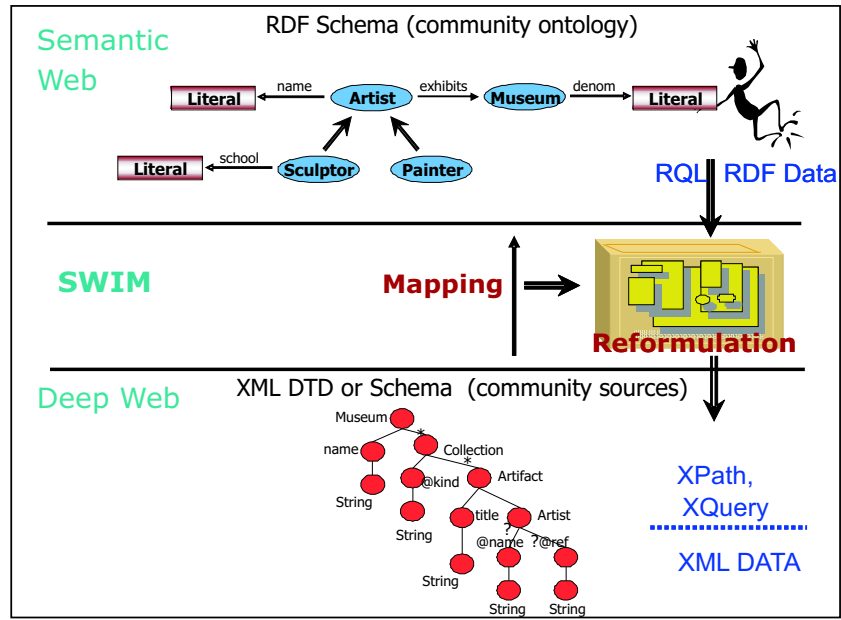 Semantic
Web
RDF Schema (community ontology)
Literal
name
Artist
exhibits
Museum
denom
Literal
Literal
school
Sculptor
Painter
RQL
RDF Data
SWIM
Mapping
Reformulation
Deep Web
XML DTD or Schema (community sources)
Museum
name
*
Collection
*
String
@kind
Artifact
String
title
Artist
?
@name
?@ref
String
String
String
XPath,
XQuery
XML DATA